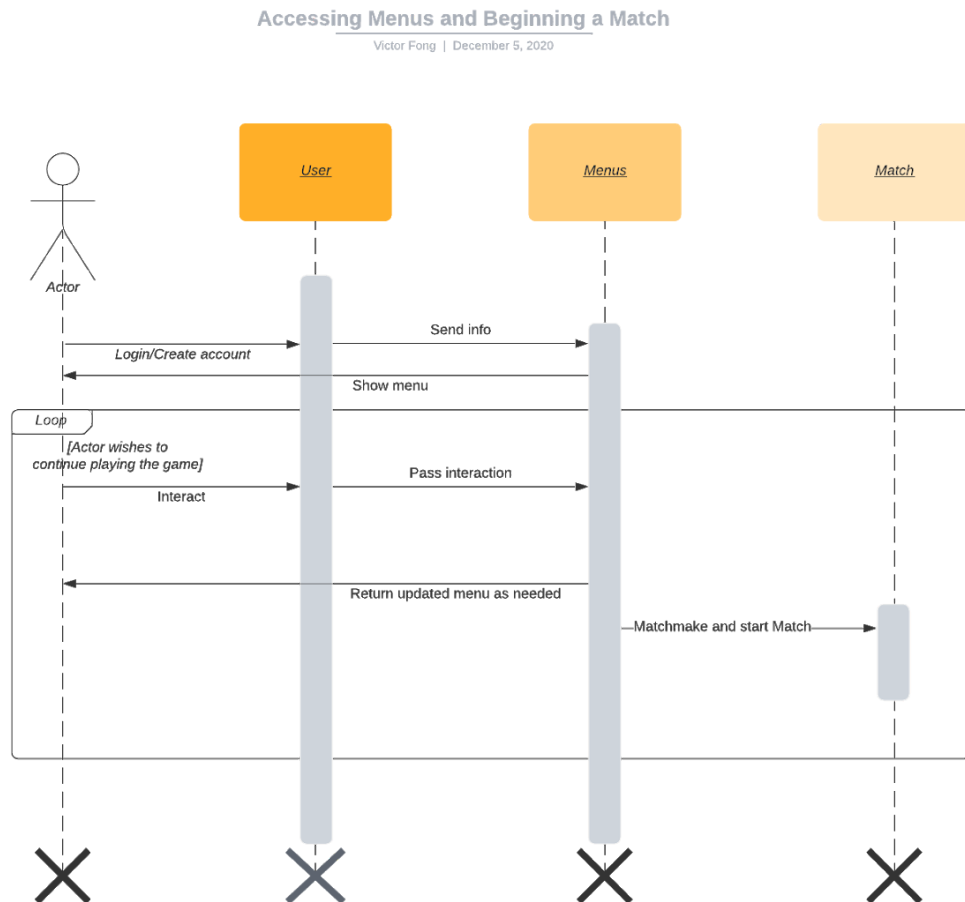 Accessing Menus and Beginning a Match
Victor Fong | December 5, 2020
User
Menus
Match
Actor
Send info
Login/Create account
Show menu
Loop
[Actor wishes to
continue playing the game]
Pass interaction
Interact
Return updated menu as needed
Matchmake and start Match